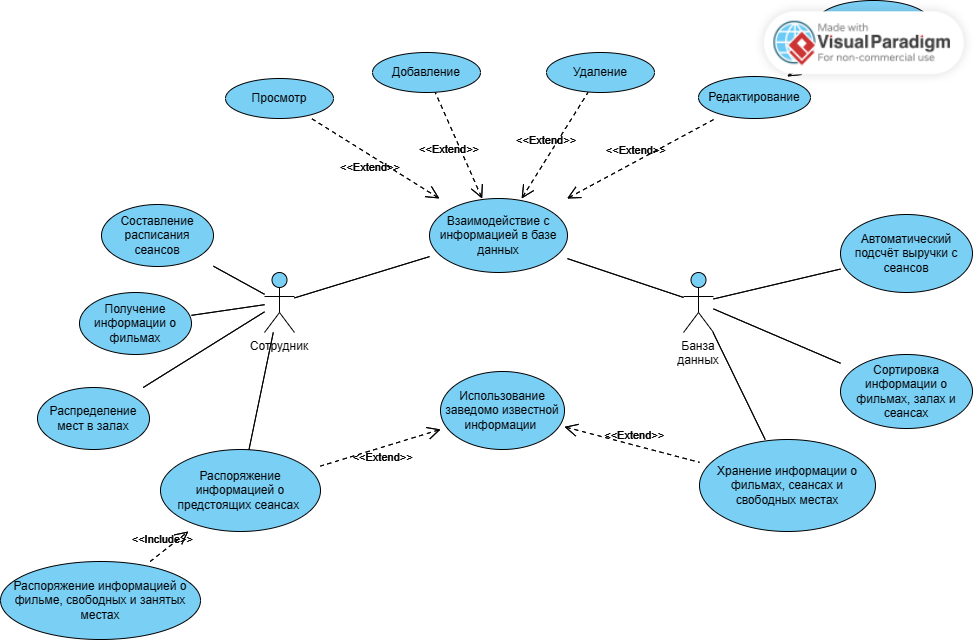 Made with
Visual Paradigm
For non-commercial use
Добавление
Удаление
Просмотр
Редактирование
<<Extend>>
<<Extend>>
<<Extend>>
<<Extend>>
Взаимодействие с
информацией в базе
данных
Составление
расписания
сеансов
Автоматический
подсчёт выручки с
сеансов
Получение
информации о
фильмах
Сотрудник
Банза
данных
Распределение
мест в залах
Использование
заведомо известной
информации
Сортировка
информации о
фильмах, залах и
сеансах
<<Extend>>
<<Extend>>
Распоряжение
информацией о
предстоящих сеансах
Хранение информации о
фильмах, сеансах и
свободных местах
<<Include>>
Распоряжение информацией о
фильме, свободных и занятых
местах